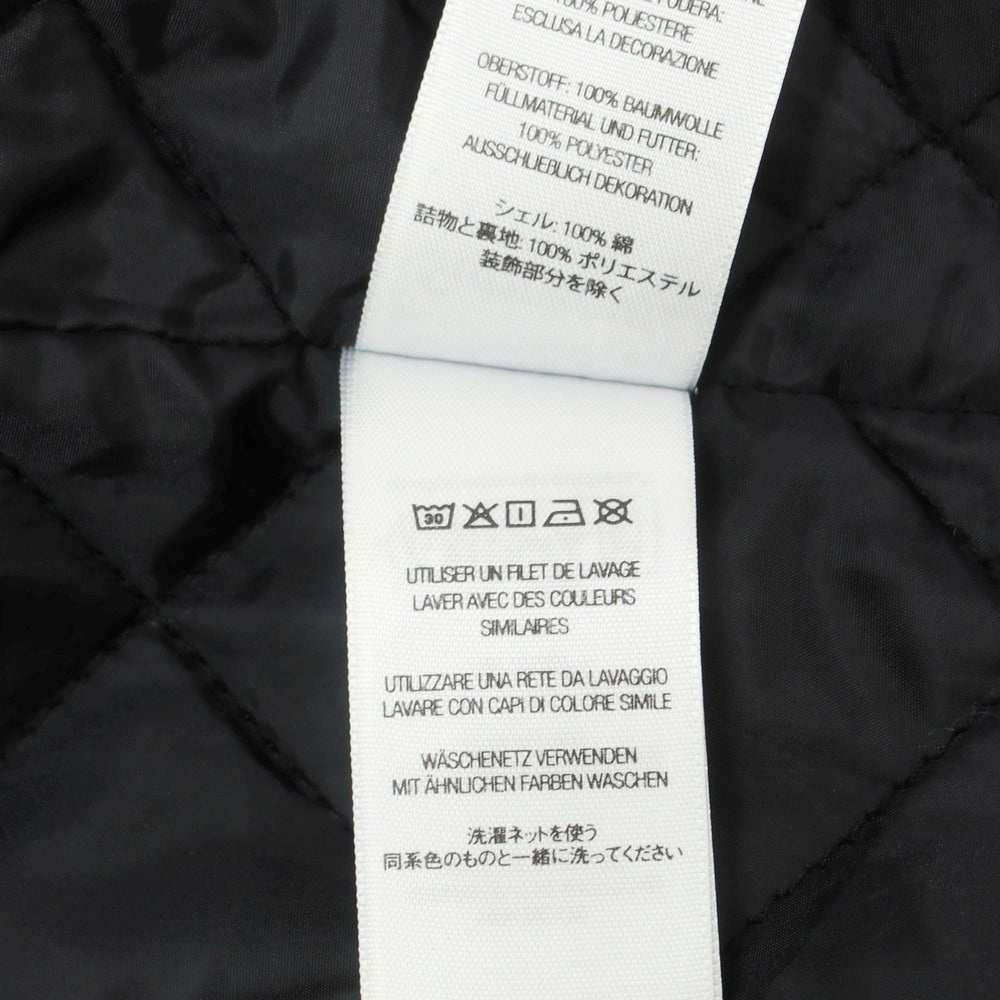 100% POLIESTERE
ESCLUSA LA DECORAZIONE
OBERSTOFF: 100% BAUMWOLLE
FÜLLMATERIAL UND FUTTER:
100% POLYESTER
AUSSCHLIEBLICH DEKORATION
シェル: 100% 綿
詰物と裏地: 100% ポリエステル
装飾部分を除く
30
UTILISER UN FILET DE LAVAGE
LAVER AVEC DES COULEURS
SIMILAIRES
UTILIZZARE UNA RETE DA LAVAGGIO
LAVARE CON CAPI DI COLORE SIMILE
WÄSCHENETZ VERWENDEN
MIT ÄHNLICHEN FARBEN WASCHEN
洗濯ネットを使う
同系色のものと一緒に洗ってください